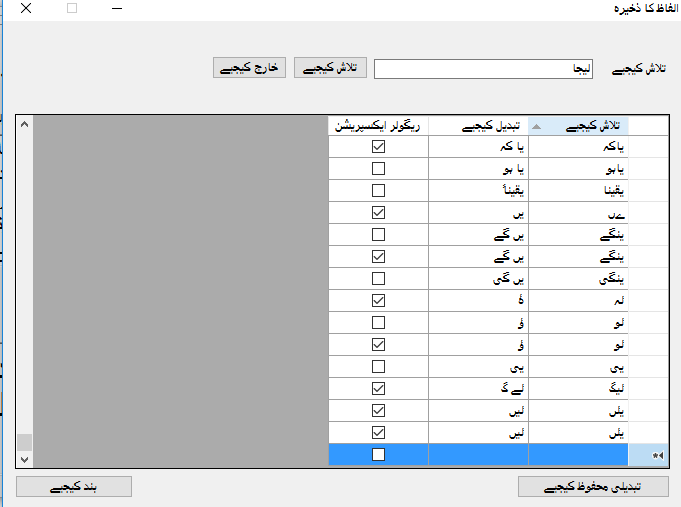 الفاظ کا ذخیرہ
تلاش کیجیے لیجا تلاش کیجیے خارج کیجیے
تلاش کیجیے تبدیل کیجیے ریگولر ایکسپریشن
یاکہ یا کہ
یاہو یا ہو
یقینا یقیناً
ےں یں
ینگے یں گے
ینگے یں گے
ینگی یں گی
ئہ ۂ
ئو ؤ
ئو ؤ
یی یی
ئیگ ئے گ
یئں ئیں
یئں ئیں
تبدیلی محفوظ کیجیے بند کیجیے